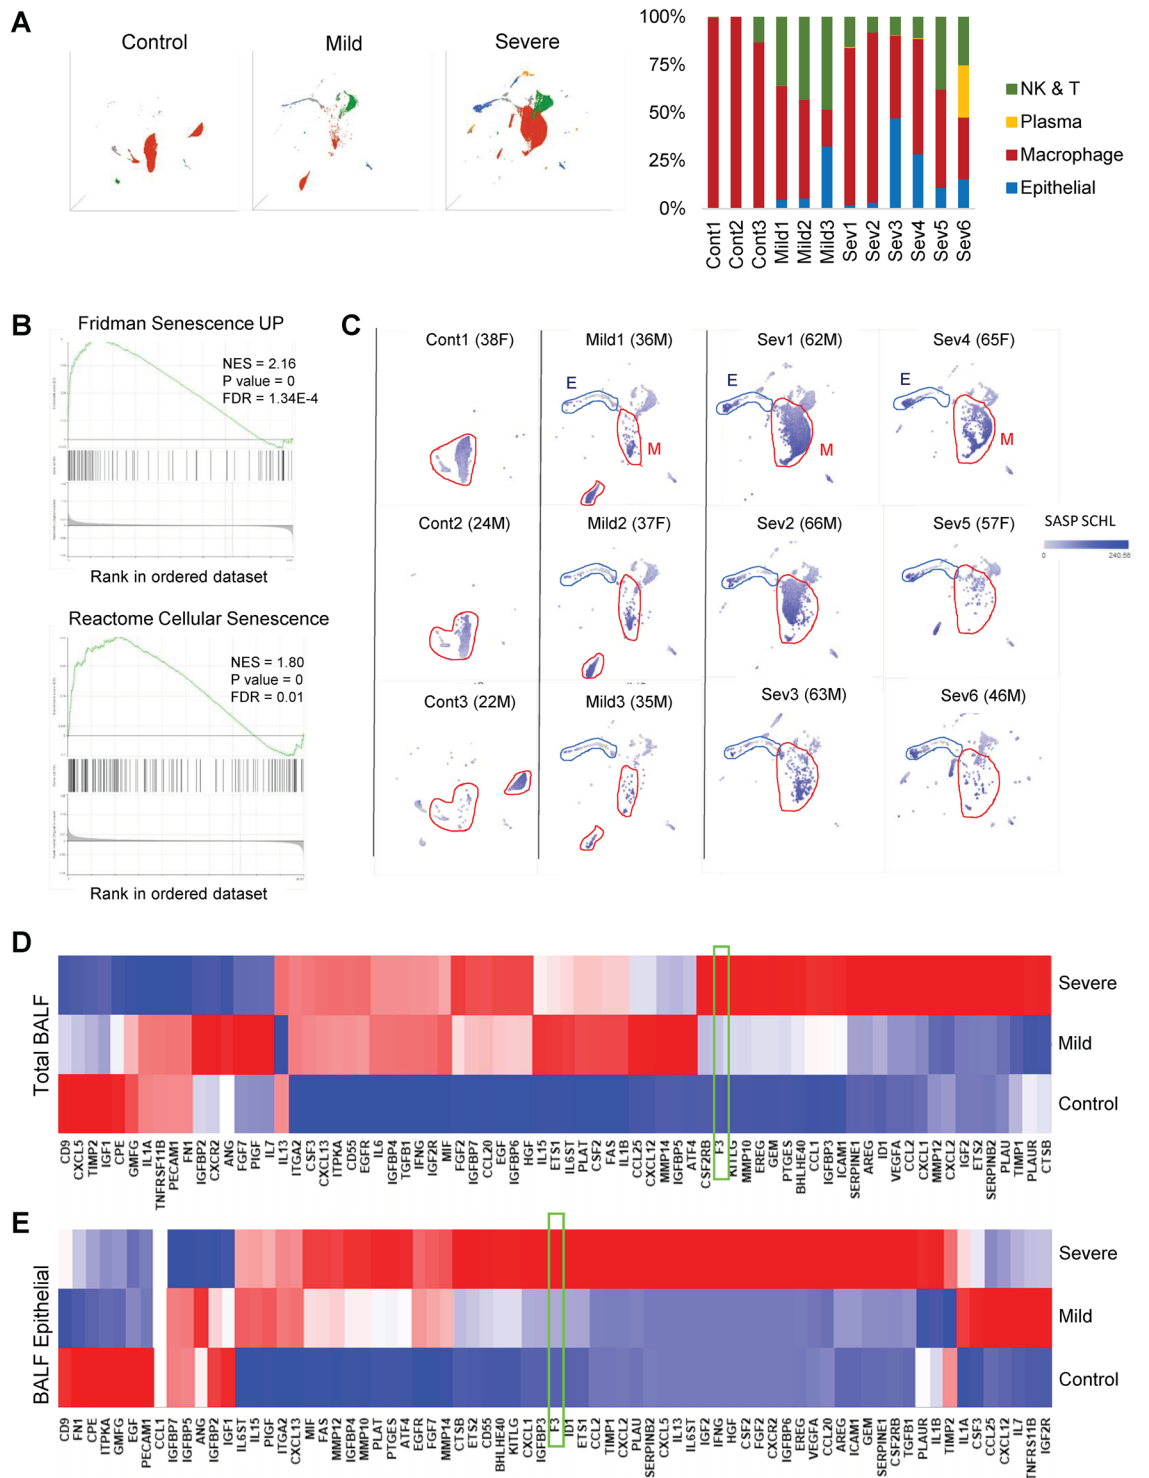 A
Control
Mild
Severe
100%
75%
50%
25%
0%
NK & T
Plasma
Macrophage
Epithelial
Cont1
Cont2
Cont3
Mild1
Mild2
Mild3
Sev1
Sev2
Sev3
Sev4
Sev5
Sev6
B
Fridman Senescence UP
NES = 2.16
P value = 0
FDR = 1.34E-4
Rank in ordered dataset
Reactome Cellular Senescence
NES = 1.80
P value = 0
FDR = 0.01
Rank in ordered dataset
C
Cont1 (38F)
Mild1 (36M)
Sev1 (62M)
Sev4 (65F)
E
M
E
M
E
Cont2 (24M)
Mild2 (37F)
Sev2 (66M)
Sev5 (57F)
SASP SCHL
0
240.55
Cont3 (22M)
Mild3 (35M)
Sev3 (63M)
Sev6 (46M)
D
Total BALF
Severe
Mild
Control
CD9
CXCL5
TIMP2
IGF1
CPE
GMFG
IL1A
TNFRSF11B
PECAM1
FN1
IGFBP2
CXCR2
ANG
FGF7
PIGF
IL7
IL13
ITGA2
CSF3
CXCL13
ITPKA
CD55
EGFR
IL6
IGFBP4
TGFB1
IFNG
IGF2R
MIF
FGF2
IGFBP7
CCL20
EGF
IGFBP6
HGF
IL15
ETS1
IL6ST
PLAT
CSF2
FAS
IL1B
CCL25
CXCL12
MMP14
IGFBP5
ATF4
CSF2RB
F3
KITLG
MMP10
EREG
GEM
PTGES
BHLHE40
CCL1
IGFBP3
ICAM1
SERPINE1
AREG
ID1
VEGFA
CCL2
CXCL1
MMP12
CXCL2
IGF2
ETS2
SERPINB2
PLAU
TIMP1
PLAUR
CTSB
E
BALF Epithelial
Severe
Mild
Control
CD9
FN1
CPE
ITPKA
GMFG
EGF
PECAM1
CCL1
IGFBP7
IGFBP5
ANG
IGFBP2
IGF1
IL6ST
IL15
PIGF
ITGA2
CXCL13
MIF
FAS
MMP12
IGFBP4
MMP10
PLAT
PTGES
ATF4
EGFR
FGF7
MMP14
CTSB
ETS2
CD55
BHLHE40
KITLG
CXCL1
IGFBP3
F3
ID1
ETS1
CCL2
TIMP1
CXCL2
PLAU
SERPINB2
CXCL5
IL13
IL6ST
IGF2
IFNG
HGF
CSF2
FGF2
CXCR2
IGFBP6
EREG
VEGFA
CCL20
AREG
ICAM1
GEM
SERPINE1
CSF2RB
TGFB1
PLAUR
IL1B
TIMP2
IL1A
CSF3
CCL25
CXCL12
IL7
TNFRS11B
IGF2R